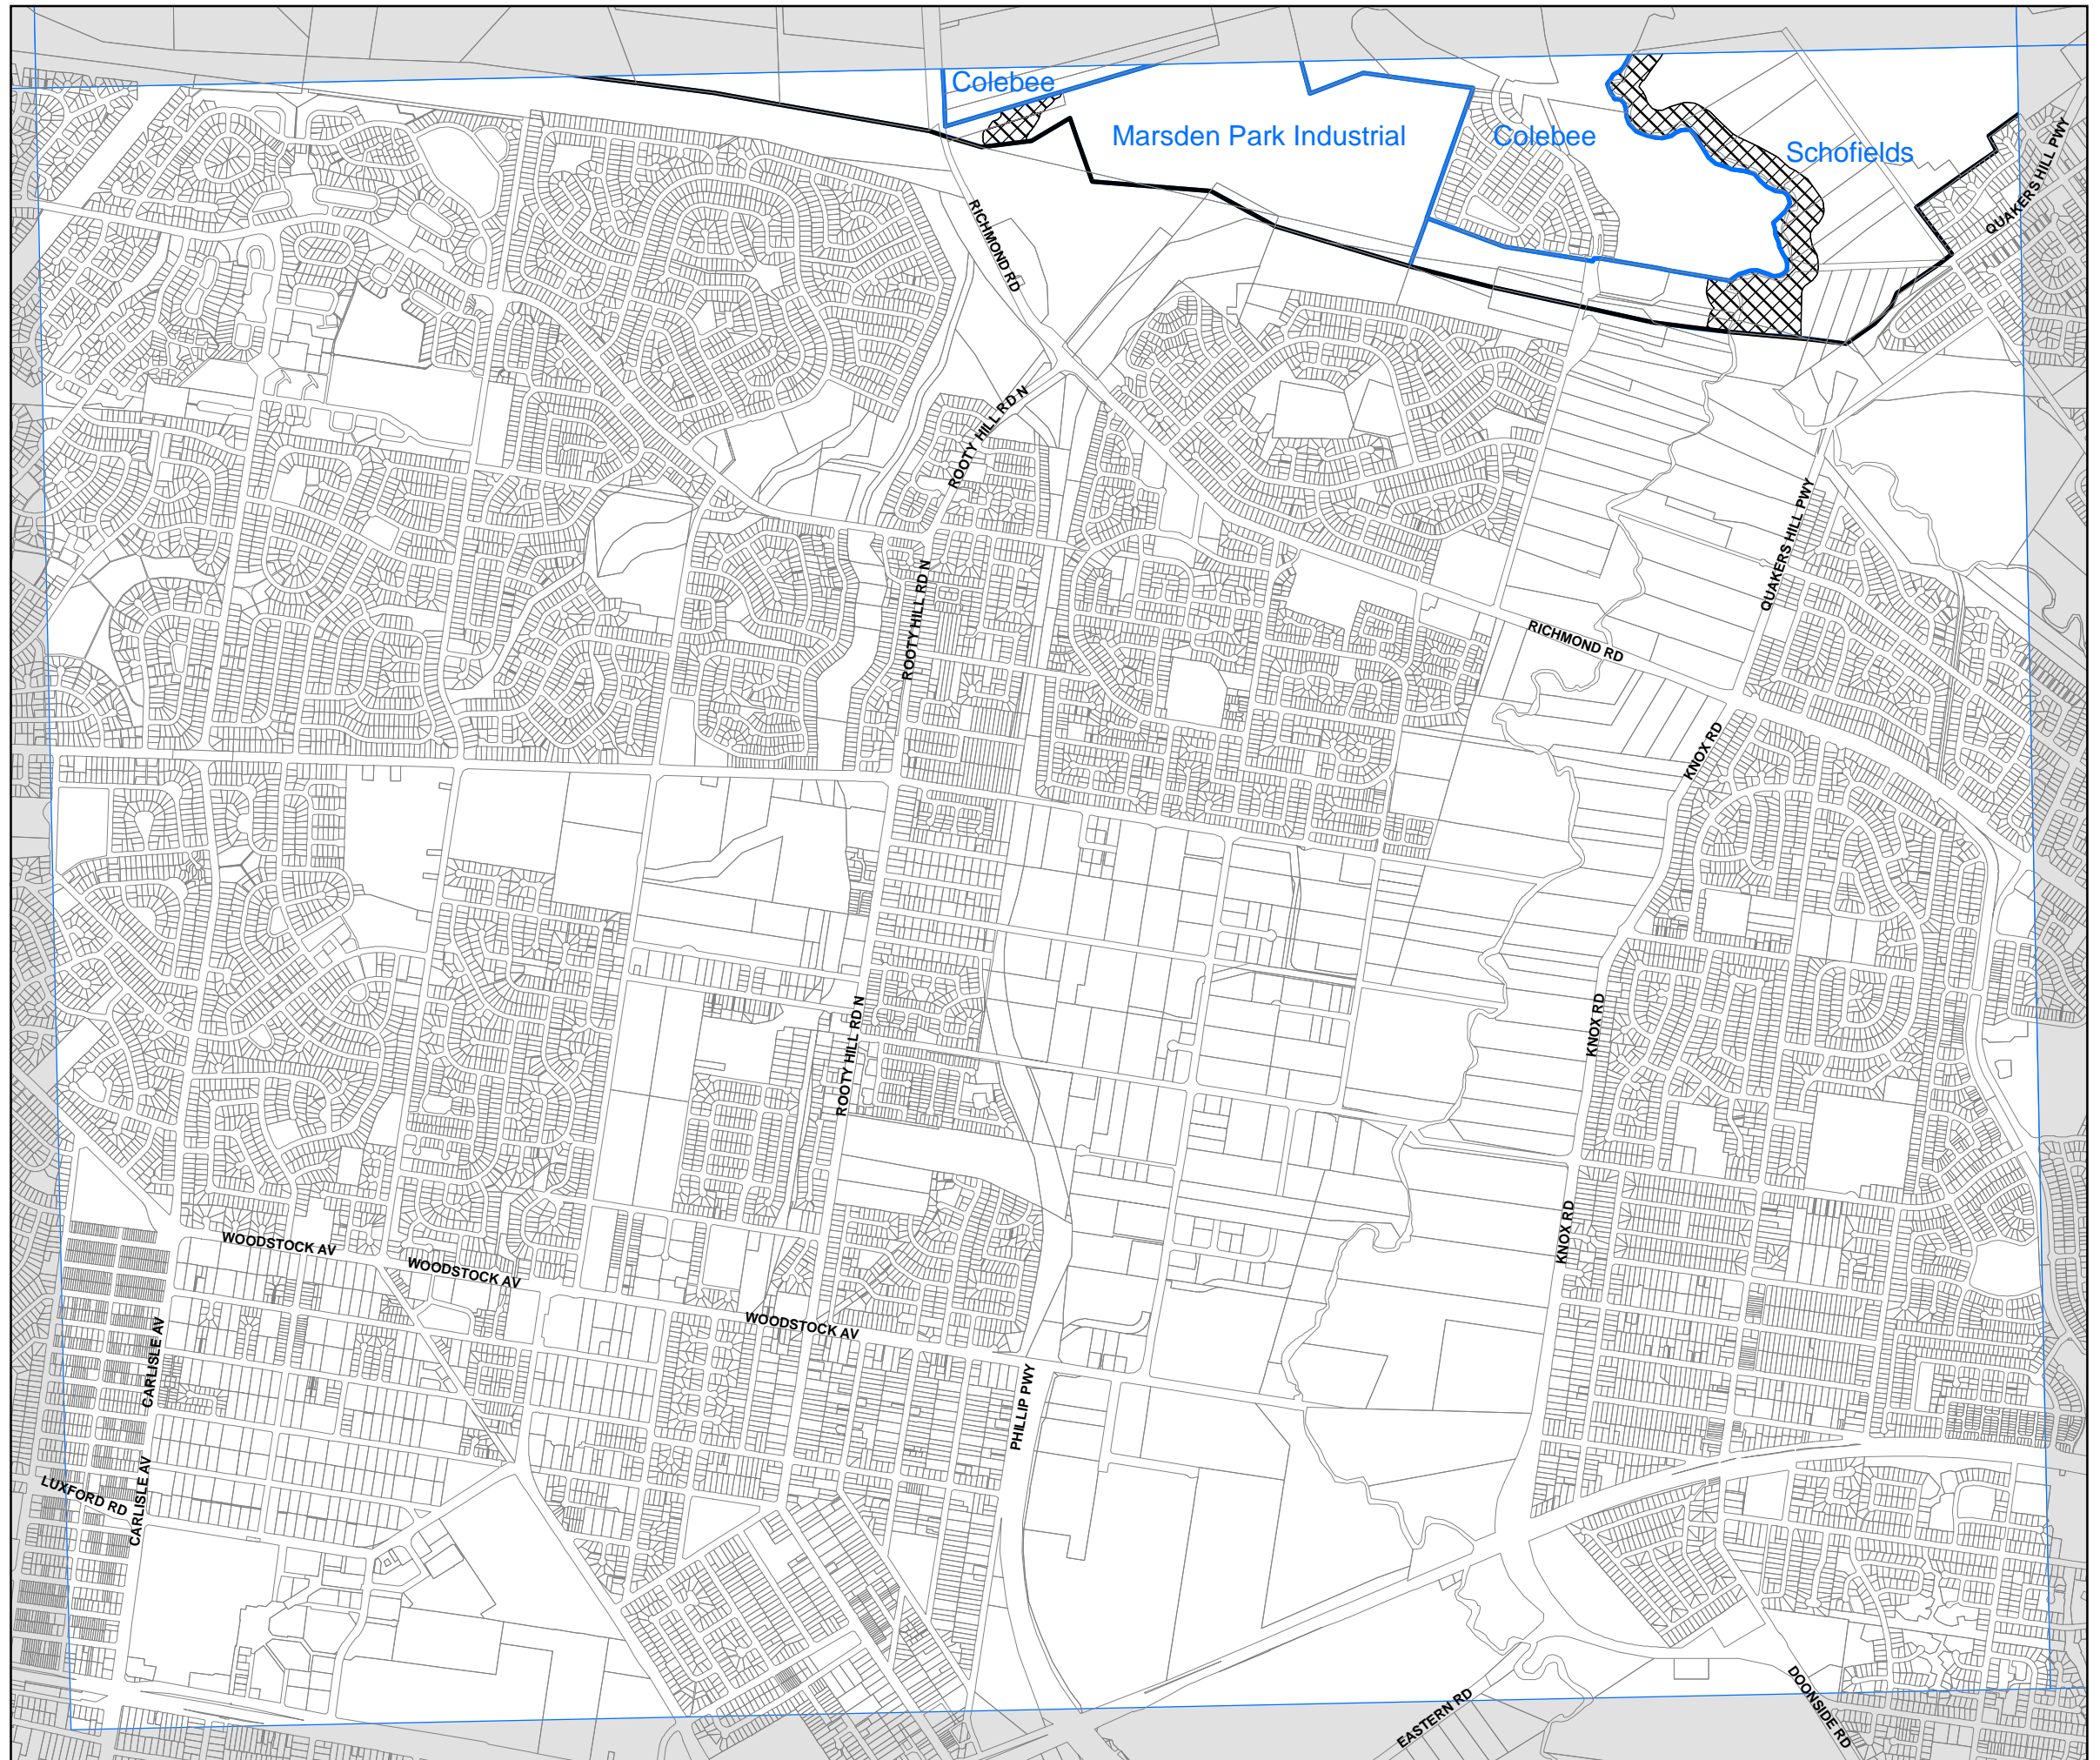 Colebee
Marsden Park Industrial
Colebee
Schofields
QUAKERS HILL PWY
RICHMOND RD
ROOTY HILL RD N
QUAKERS HILL PWY
ROOTY HILL RD N
RICHMOND RD
KNOX RD
ROOTY HILL RD N
KNOX RD
KNOX RD
WOODSTOCK AV
WOODSTOCK AV
WOODSTOCK AV
CARLISLE AV
PHILLIP PWY
CARLISLE AV
LUXFORD RD
EASTERN RD
DOONSIDE RD